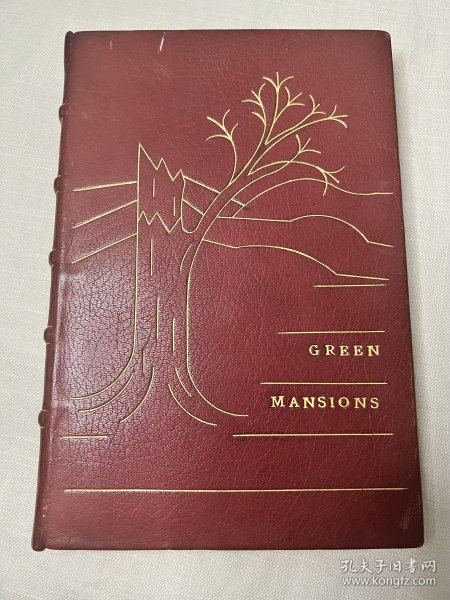 GREEN
MANSIONS
孔夫子旧书网
www.kongfz.com